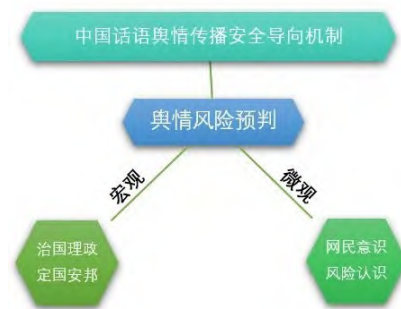 中国话语舆情传播安全导向机制
舆情风险预判
宏观
微观
治国理政
定国安邦
网民意识
风险认识